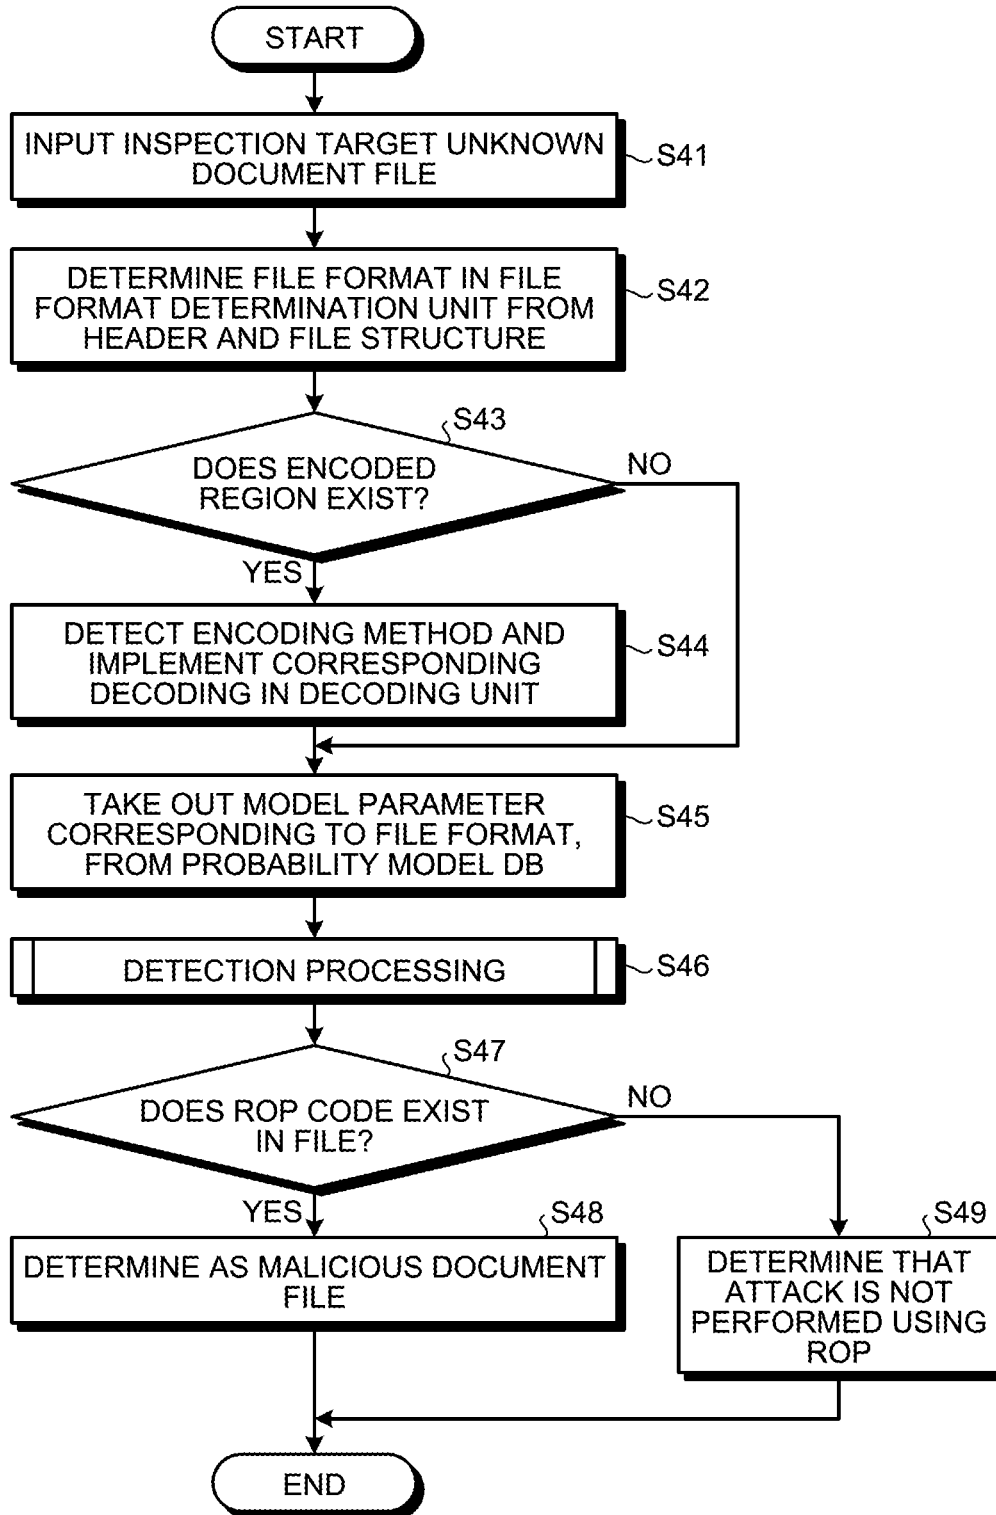 START
INPUT INSPECTION TARGET UNKNOWN
DOCUMENT FILE
S41
DETERMINE FILE FORMAT IN FILE
FORMAT DETERMINATION UNIT FROM
HEADER AND FILE STRUCTURE
S42
S43
DOES ENCODED
REGION EXIST?
NO
YES
DETECT ENCODING METHOD AND
IMPLEMENT CORRESPONDING
DECODING IN DECODING UNIT
S44
TAKE OUT MODEL PARAMETER
CORRESPONDING TO FILE FORMAT,
FROM PROBABILITY MODEL DB
S45
DETECTION PROCESSING
S46
S47
DOES ROP CODE EXIST
IN FILE?
NO
YES
S48
DETERMINE AS MALICIOUS DOCUMENT
FILE
S49
DETERMINE THAT
ATTACK IS NOT
PERFORMED USING
ROP
END